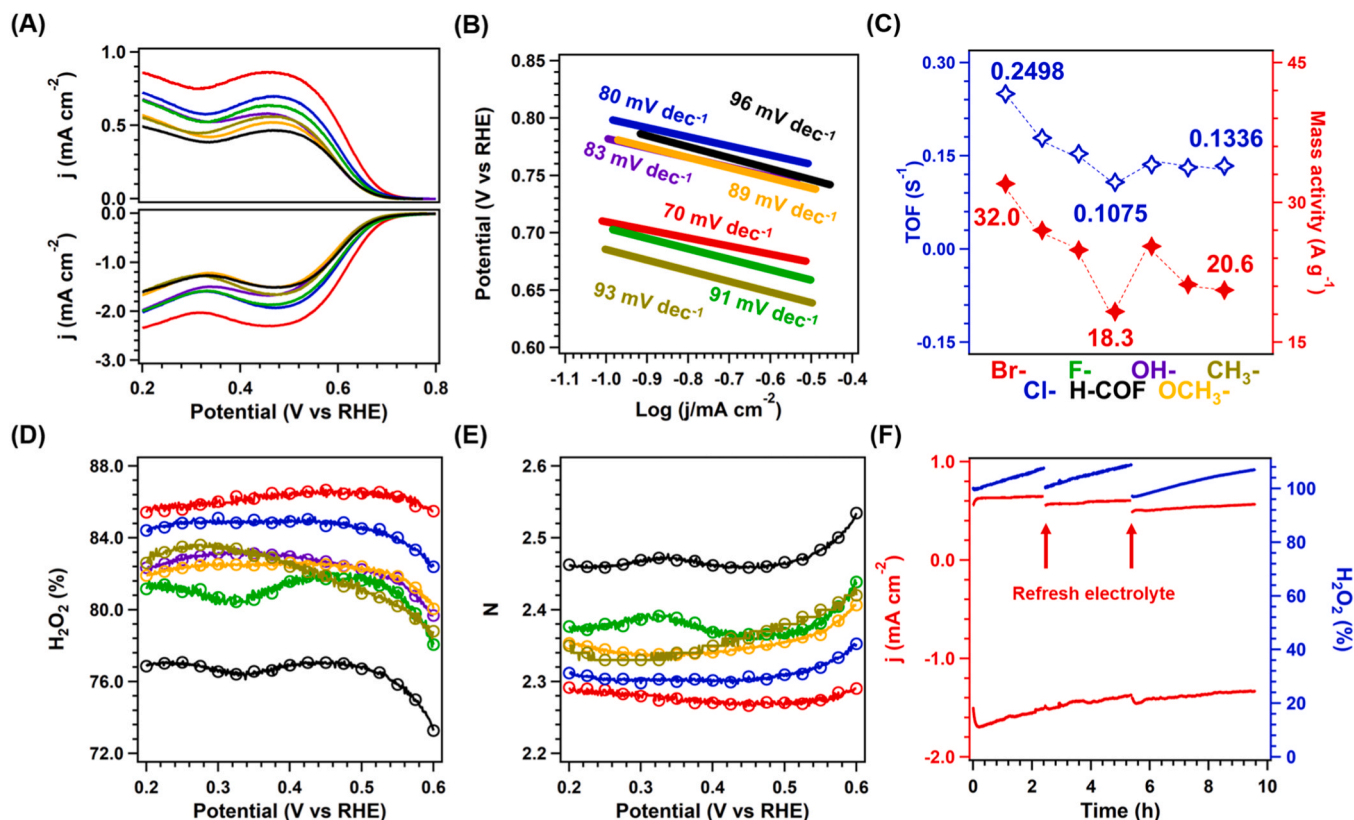 (A)
1.0
0.5
0.0
j (mA cm-2)
0.0
-1.0
-2.0
-3.0
j (mA cm-2)
0.2 0.4 0.6 0.8
Potential (V vs RHE)
(B)
0.85
0.80
0.75
0.70
0.65
0.60
Potential (V vs RHE)
80 mV dec-1
96 mV dec-1
83 mV dec-1
89 mV dec-1
70 mV dec-1
93 mV dec-1
91 mV dec-1
-1.1 -1.0 -0.9 -0.8 -0.7 -0.6 -0.5 -0.4
Log (j/mA cm-2)
(C)
0.30
0.15
0.00
-0.15
TOF (S-1)
0.2498
0.1336
0.1075
32.0
20.6
18.3
45
30
15
Mass activity (A g-1)
Br- F- OH- CH3-
Cl- H-COF OCH3-
(D)
88.0
84.0
80.0
76.0
72.0
H2O2 (%)
0.2 0.3 0.4 0.5 0.6
Potential (V vs RHE)
(E)
2.6
2.5
2.4
2.3
2.2
N
0.2 0.3 0.4 0.5 0.6
Potential (V vs RHE)
(F)
1.0
0.0
-1.0
-2.0
j (mA cm-2)
Refresh electrolyte
100
80
60
40
20
0
H2O2 (%)
0 2 4 6 8 10
Time (h)